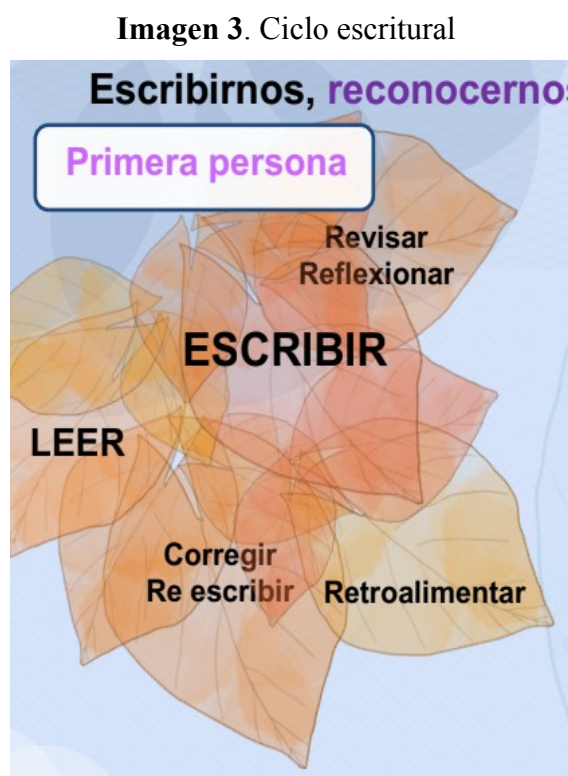 Imagen 3. Ciclo escritural
Escribirnos, reconocernos
Primera persona
Revisar
Reflexionar
ESCRIBIR
LEER
Corregir
Re escribir
Retroalimentar